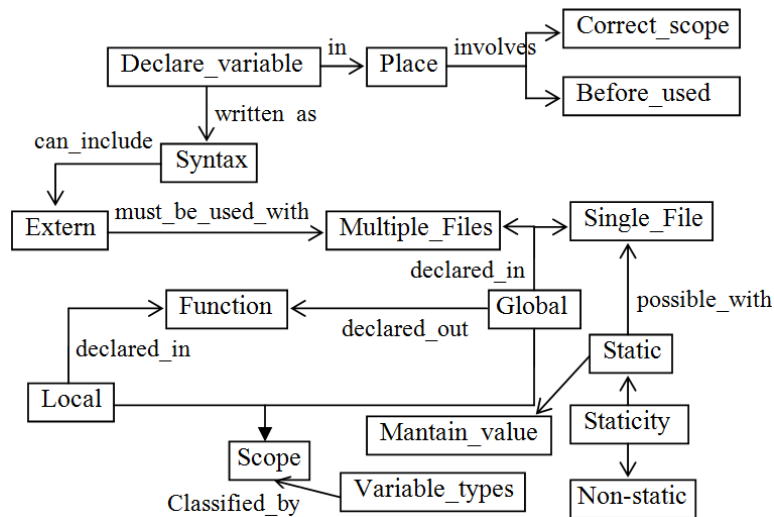 Correct_scope
Declare_variable
in
Place
involves
Before_used
written as
can_include
Syntax
Extern
must_be_used_with
Multiple_Files
Single_File
declared_in
Function
Global
possible_with
declared_out
declared_in
Static
Local
Mantain_value
Staticity
Scope
Classified_by
Variable_types
Non-static